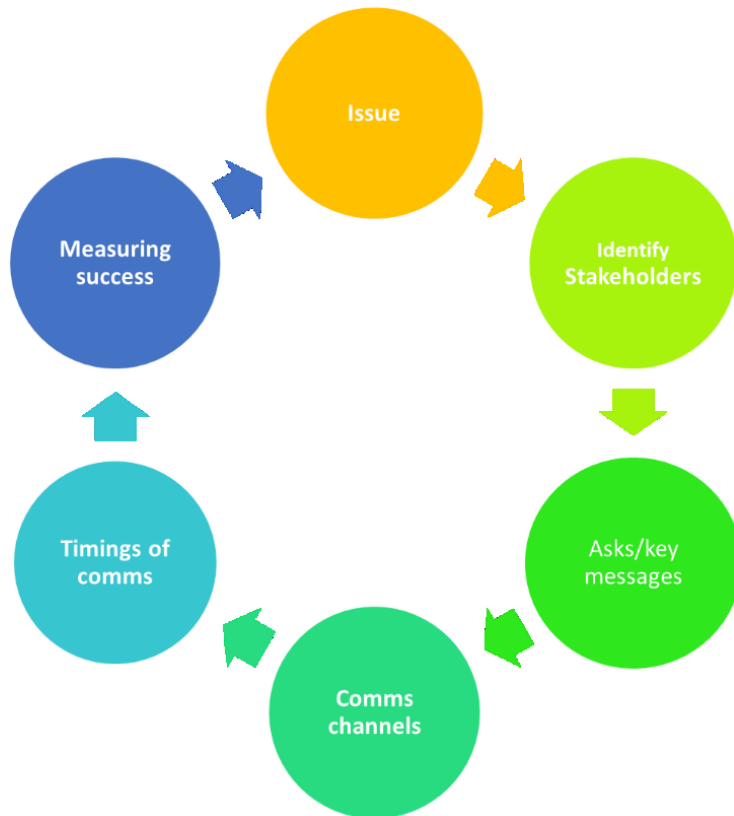 Issue
Identify
Stakeholders
Asks/key
messages
Comms
channels
Timings of
comms
Measuring
success